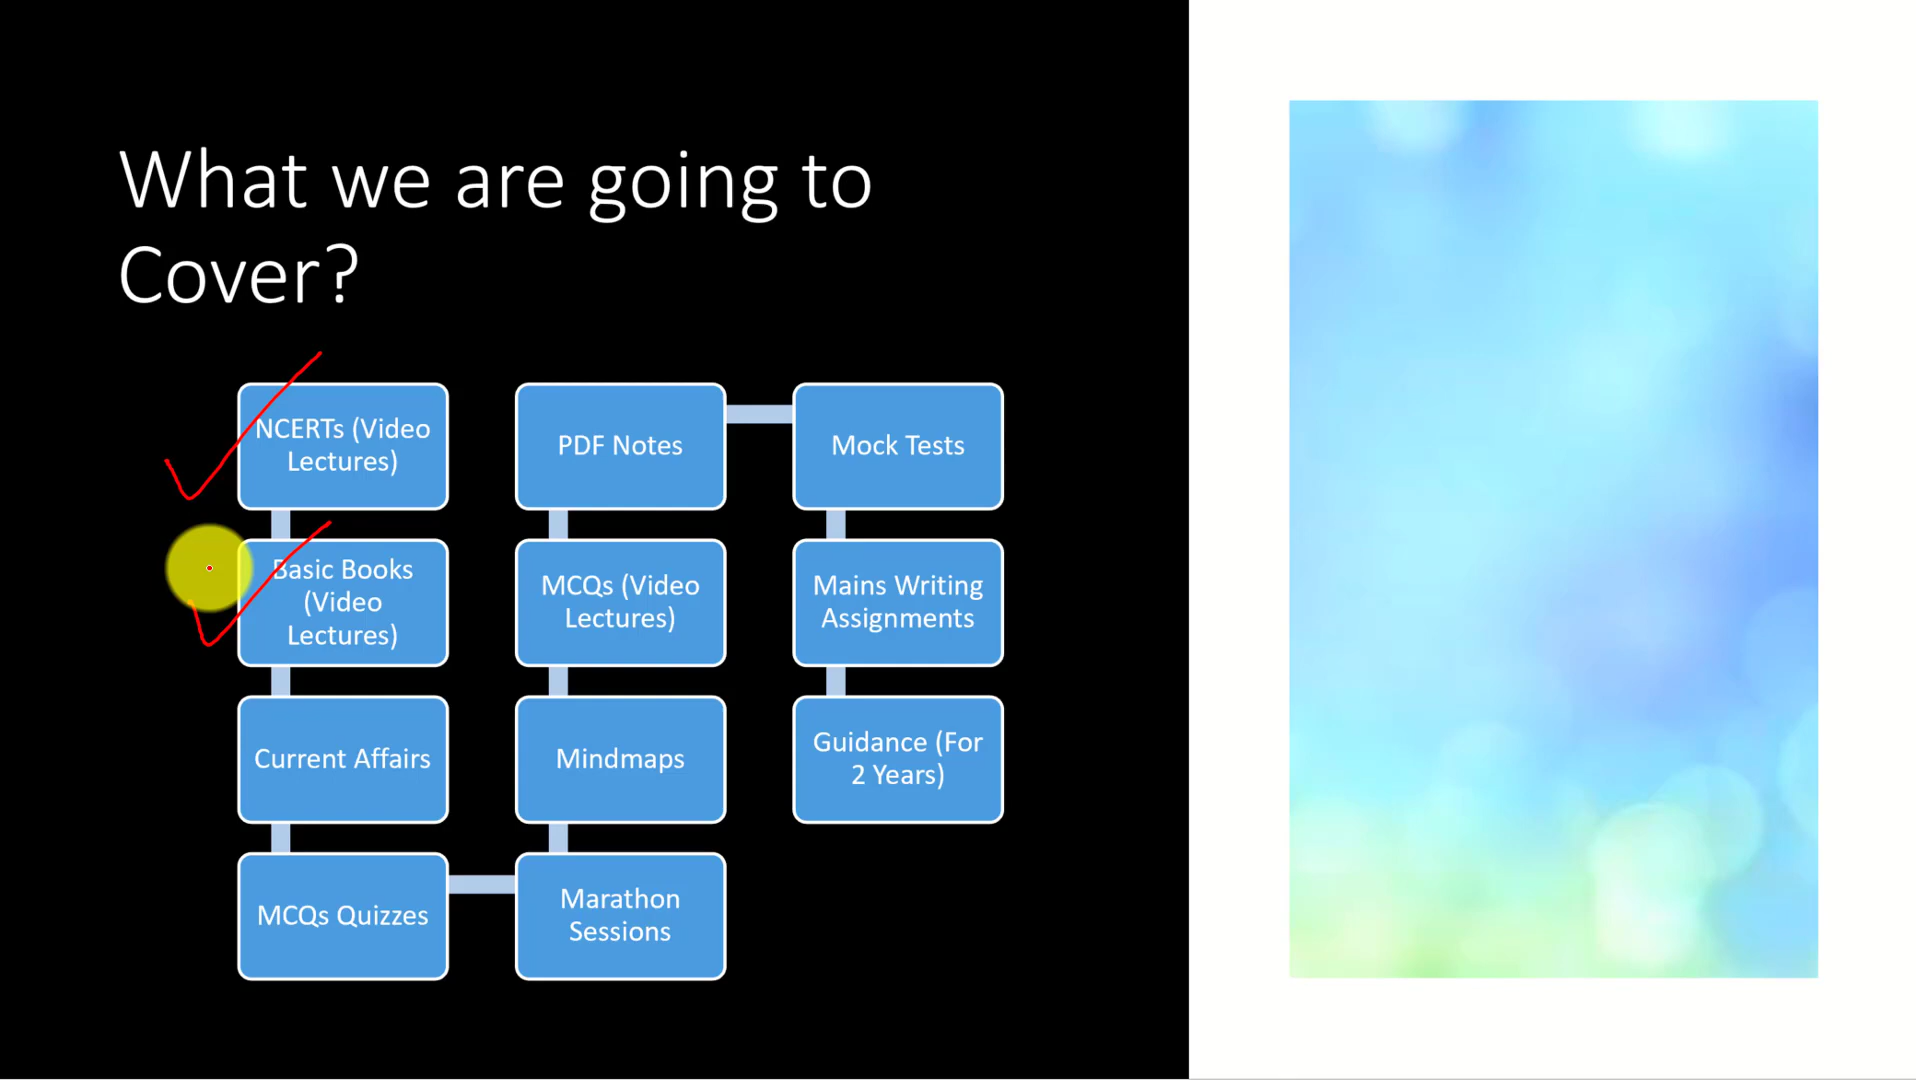 What we are going to
Cover?
NCERTs (Video
Lectures)
Basic Books
(Video
Lectures)
Current Affairs
MCQs Quizzes
Marathon
Sessions
Mindmaps
MCQs (Video
Lectures)
PDF Notes
Mock Tests
Mains Writing
Assignments
Guidance (For
2 Years)